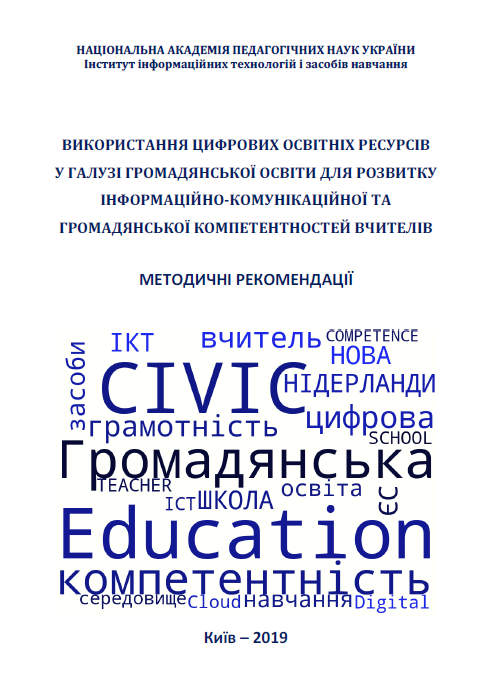 НАЦІОНАЛЬНА АКАДЕМІЯ ПЕДАГОГІЧНИХ НАУК УКРАЇНИ
Інститут інформаційних технологій і засобів навчання
ВИКОРИСТАННЯ ЦИФРОВИХ ОСВІТНІХ РЕСУРСІВ
У ГАЛУЗІ ГРОМАДЯНСЬКОЇ ОСВІТИ ДЛЯ РОЗВИТКУ
ІНФОРМАЦІЙНО-КОМУНІКАЦІЙНОЇ ТА
ГРОМАДЯНСЬКОЇ КОМПЕТЕНТНОСТЕЙ ВЧИТЕЛІВ
МЕТОДИЧНІ РЕКОМЕНДАЦІЇ
засоби
ІКТ
вчитель
COMPETENCE
НОВА
CIVIC
НІДЕРЛАНДИ
цифрова
грамотність
SCHOOL
Громадянська
TEACHER
ІСТ
ШКОЛА
освіта
ЄС
Education
компетентність
середовище
Cloud
навчання
Digital
Київ – 2019